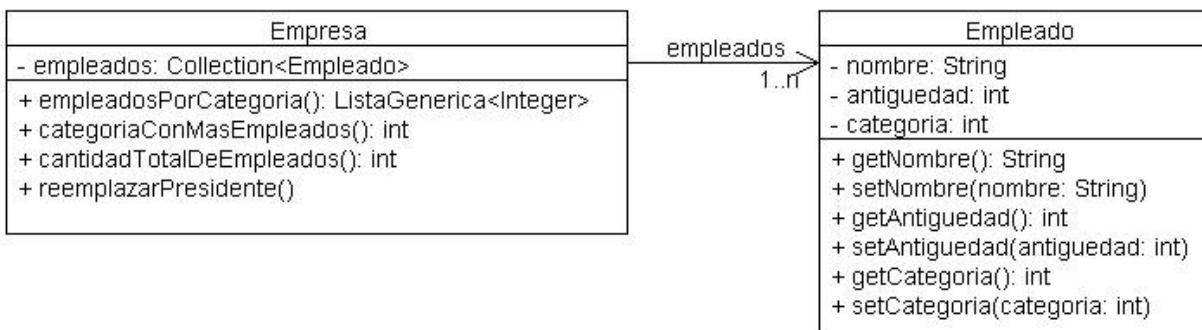 Empresa
- empleados: Collection<Empleado>
+ empleadosPorCategoria(): ListaGenerica<Integer>
+ categoriaConMasEmpleados(): int
+ cantidadTotalDeEmpleados(): int
+ reemplazarPresidente()
empleados
1..n
Empleado
- nombre: String
- antiguedad: int
- categoria: int
+ getNombre(): String
+ setNombre(nombre: String)
+ getAntiguedad(): int
+ setAntiguedad(antiguedad: int)
+ getCategoria(): int
+ setCategoria(categoria: int)